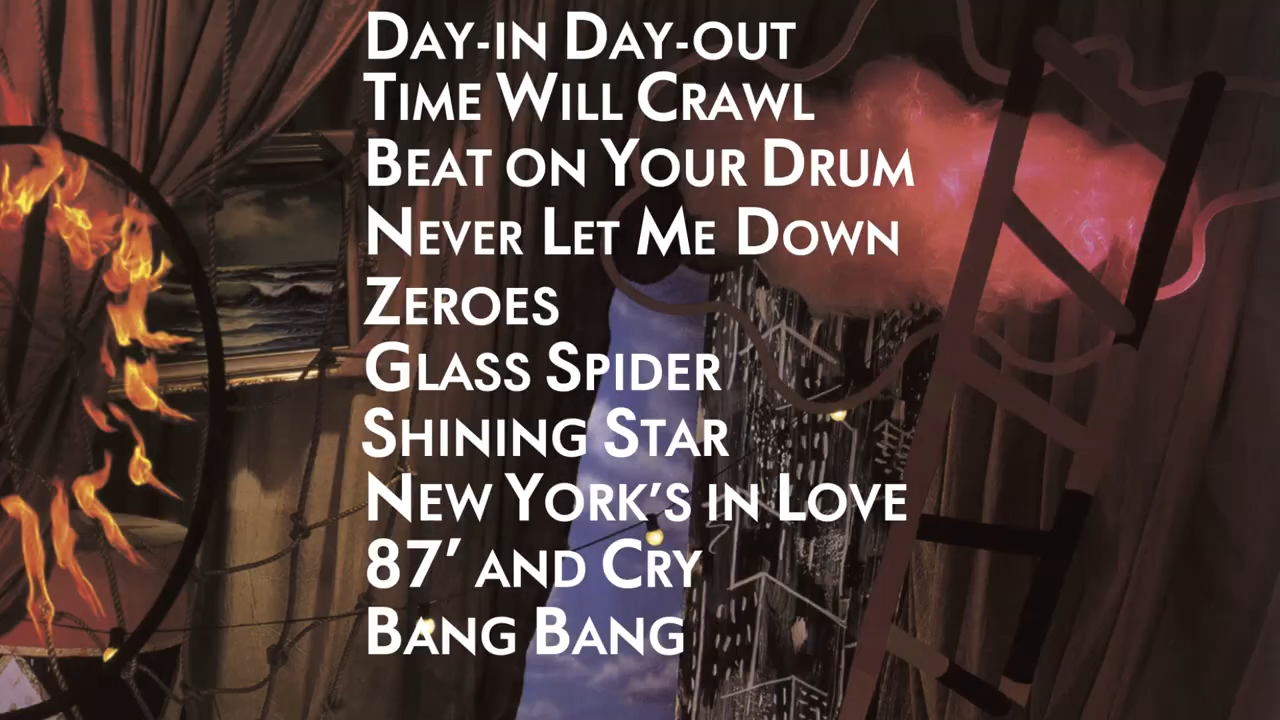 Day-in Day-out
Time Will Crawl
Beat on Your Drum
Never Let Me Down
Zeroes
Glass Spider
Shining Star
New York’s in Love
87’ and Cry
Bang Bang